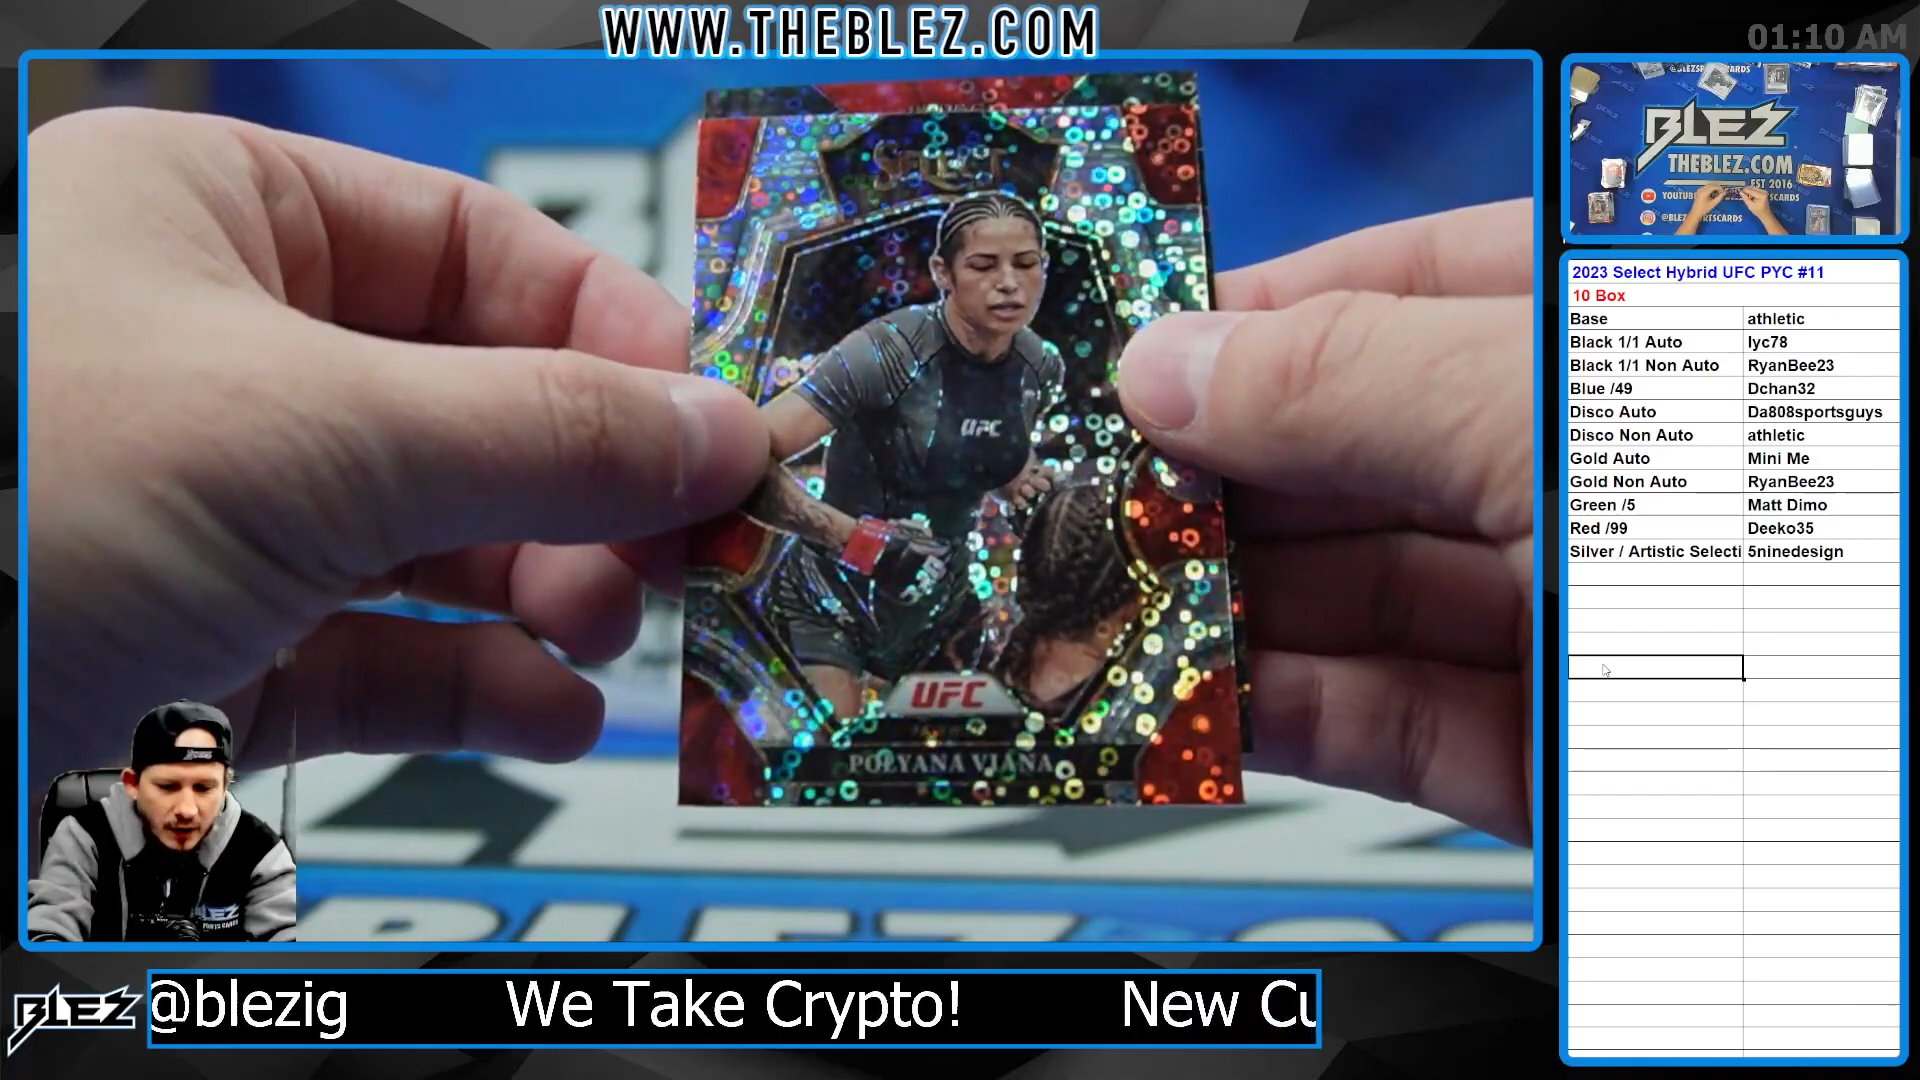 WWW.THEBLEZ.COM
01:10 AM
SELECT
UFC
UFC
POLYANA VIANA
BLEZ
THEBLEZ.COM
EST 2016
2023 Select Hybrid UFC PYC #11
10 Box
Base athletic
Black 1/1 Auto lyc78
Black 1/1 Non Auto RyanBee23
Blue /49 Dchan32
Disco Auto Da808sportsguys
Disco Non Auto athletic
Gold Auto Mini Me
Gold Non Auto RyanBee23
Green /5 Matt Dimo
Red /99 Deeko35
Silver / Artistic Selecti 5ninedesign
BLEZ
@blezig We Take Crypto! New Cu